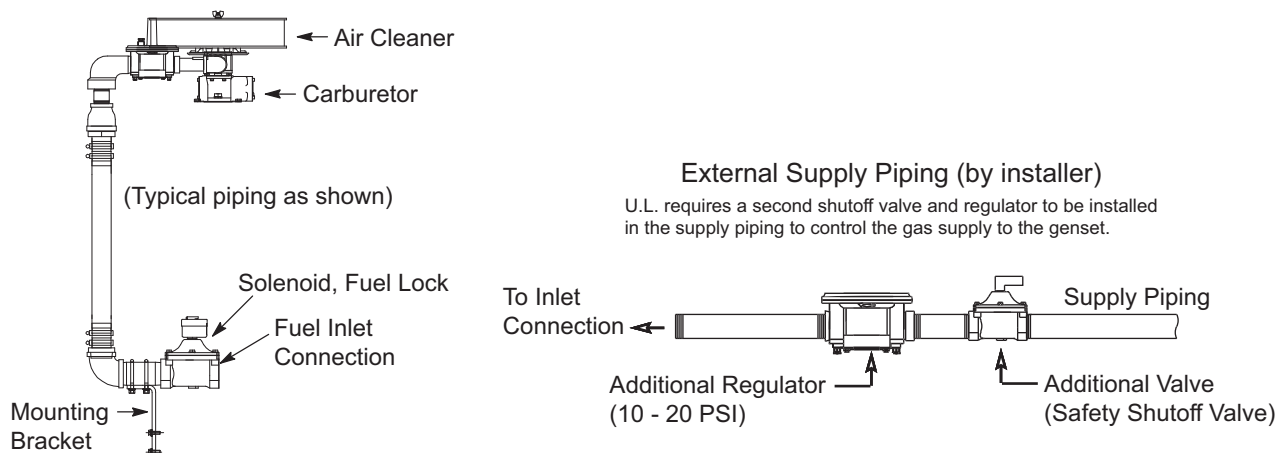 Air Cleaner
Carburetor
(Typical piping as shown)
Solenoid, Fuel Lock
Fuel Inlet
Connection
Mounting
Bracket
External Supply Piping (by installer)
U.L. requires a second shutoff valve and regulator to be installed
in the supply piping to control the gas supply to the genset.
To Inlet
Connection
Supply Piping
Additional Regulator
(10 - 20 PSI)
Additional Valve
(Safety Shutoff Valve)